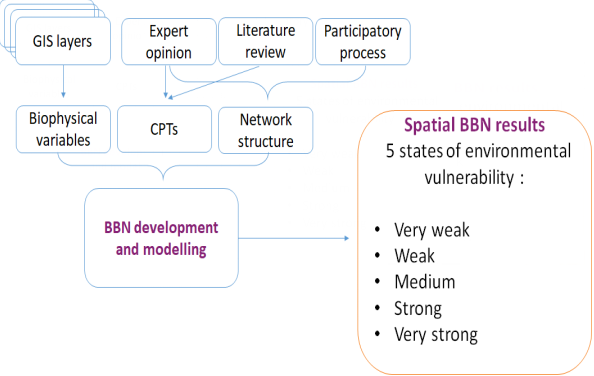 GIS layers
Expert
opinion
Literature
review
Participatory
process
Biophysical
variables
CPTs
Network
structure
BBN development
and modelling
Spatial BBN results
5 states of environmental
vulnerability :
• Very weak
• Weak
• Medium
• Strong
• Very strong